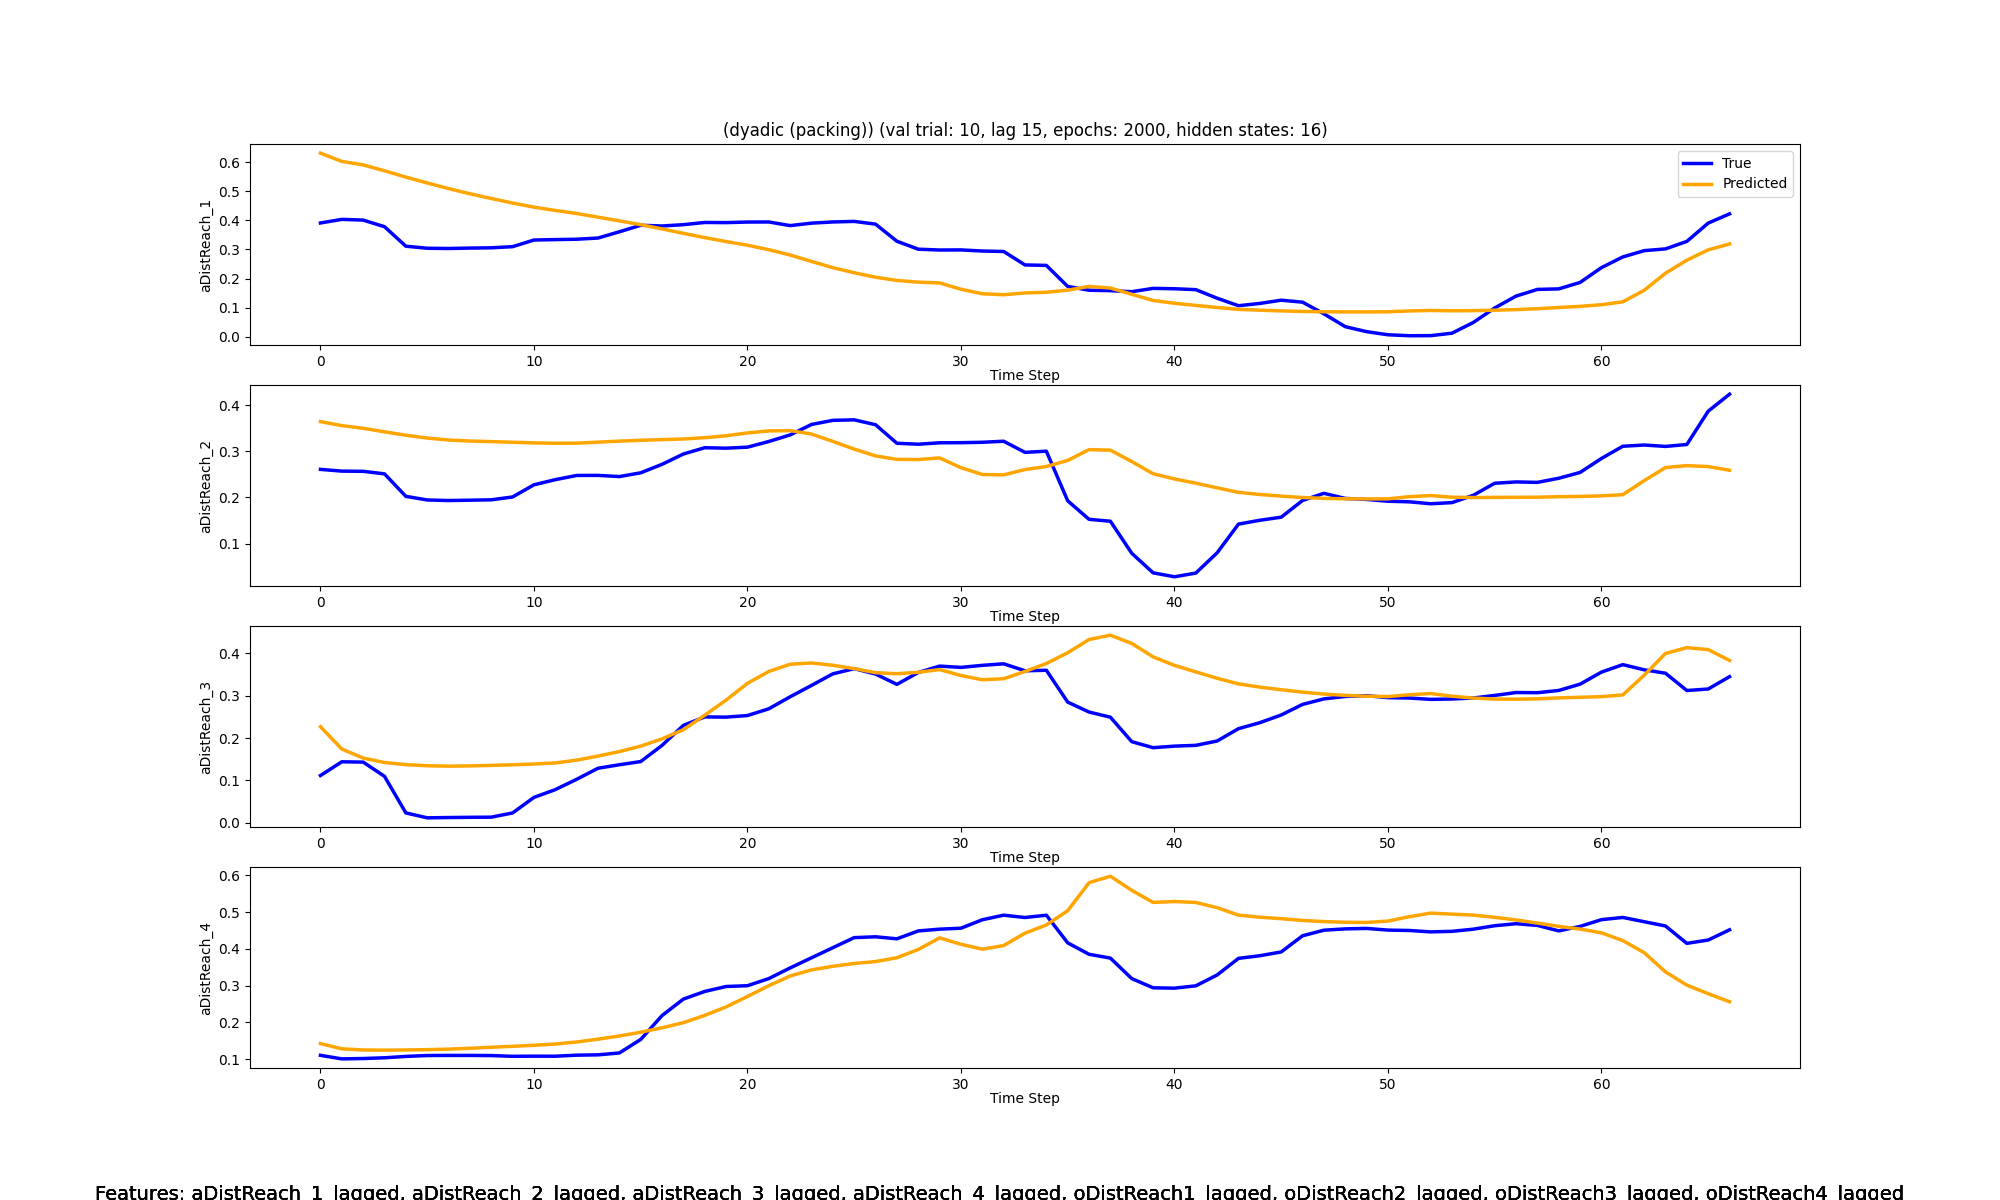 (dyadic (packing)) (val trial: 10, lag 15, epochs: 2000, hidden states: 16)
True
Predicted
aDistReach_1
0.6
0.5
0.4
0.3
0.2
0.1
0.0
0 10 20 30 40 50 60
Time Step
aDistReach_2
0.4
0.3
0.2
0.1
0 10 20 30 40 50 60
Time Step
aDistReach_3
0.4
0.3
0.2
0.1
0.0
0 10 20 30 40 50 60
Time Step
aDistReach_4
0.6
0.5
0.4
0.3
0.2
0.1
0 10 20 30 40 50 60
Time Step
Features: aDistReach_1_lagged, aDistReach_2_lagged, aDistReach_3_lagged, aDistReach_4_lagged, oDistReach1_lagged, oDistReach2_lagged, oDistReach3_lagged, oDistReach4_lagged